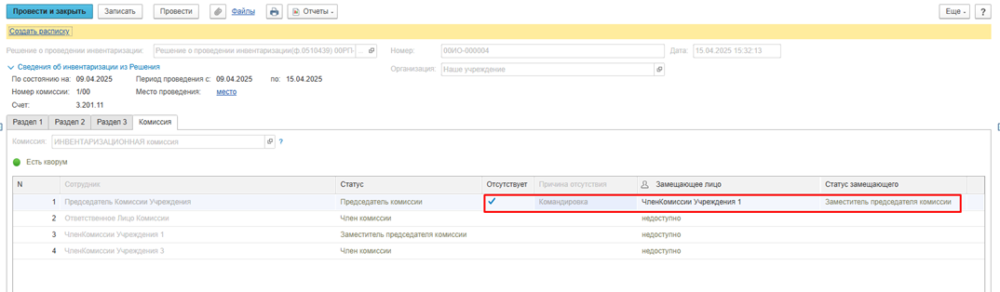 Провести и закрыть Записать Провести Файлы Отчеты Еще ?
Создать расписку
Решение о проведении инвентаризации: Решение о проведении инвентаризации(ф.0510439) 00РП- ... Номер: 00ИО-000004 Дата: 15.04.2025 15:32:13
Сведения об инвентаризации из Решения Организация: Наше учреждение
По состоянию на: 09.04.2025 Период проведения с: 09.04.2025 по: 15.04.2025
Номер комиссии: 1/00 Место проведения: место
Счет: 3.201.11
Раздел 1 Раздел 2 Раздел 3 Комиссия
Комиссия: ИНВЕНТАРИЗАЦИОННАЯ комиссия ?
Есть кворум
N Сотрудник Статус Отсутствует Причина отсутствия Замещающее лицо Статус замещающего
1 Председатель Комиссии Учреждения Председатель комиссии Командировка ЧленКомиссии Учреждения 1 Заместитель председателя комиссии
2 Ответственное Лицо Комиссии Член комиссии недоступно
3 ЧленКомиссии Учреждения 1 Заместитель председателя комиссии недоступно
4 ЧленКомиссии Учреждения 3 Член комиссии недоступно